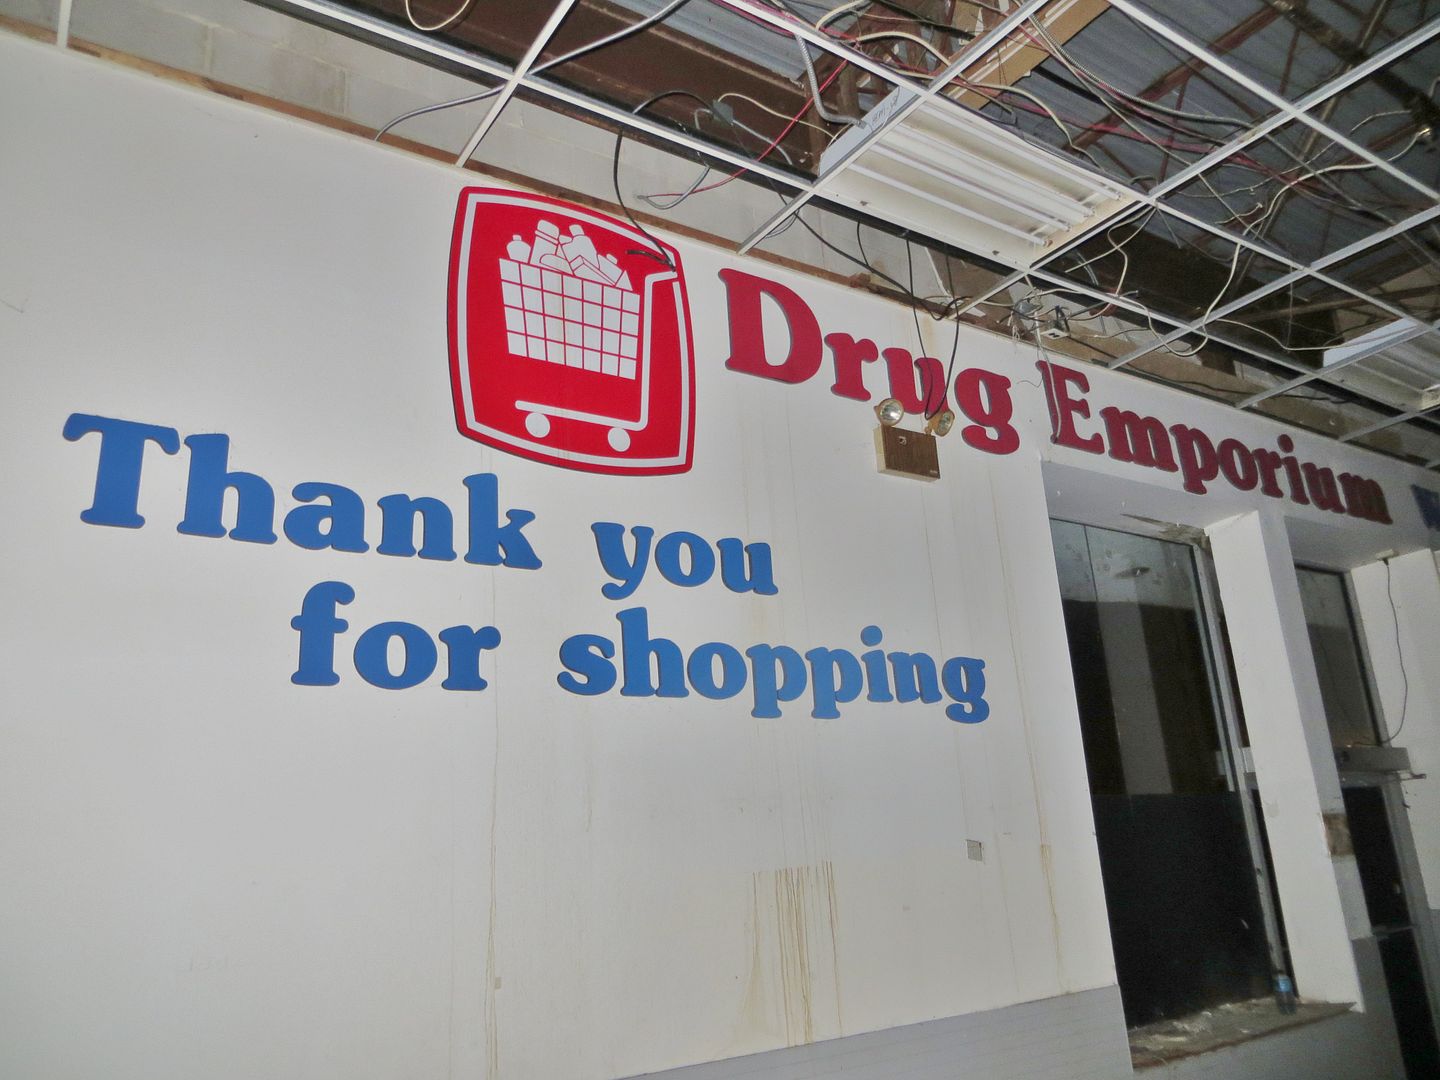 Drug Emporium
Thank you
for shopping